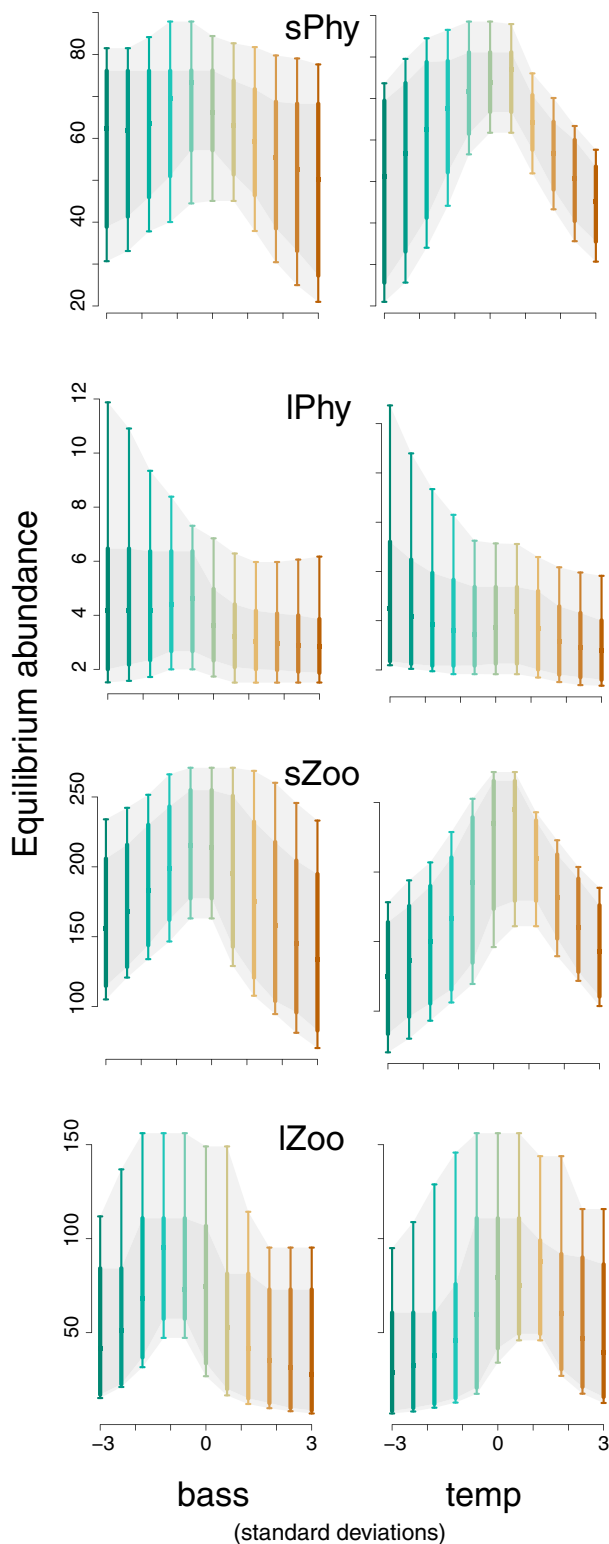 sPhy
80
60
40
20
lPhy
12
10
8
6
4
2
Equilibrium abundance
sZoo
250
200
150
100
lZoo
150
100
50
−3 0 3 −3 0 3
bass temp
(standard deviations)